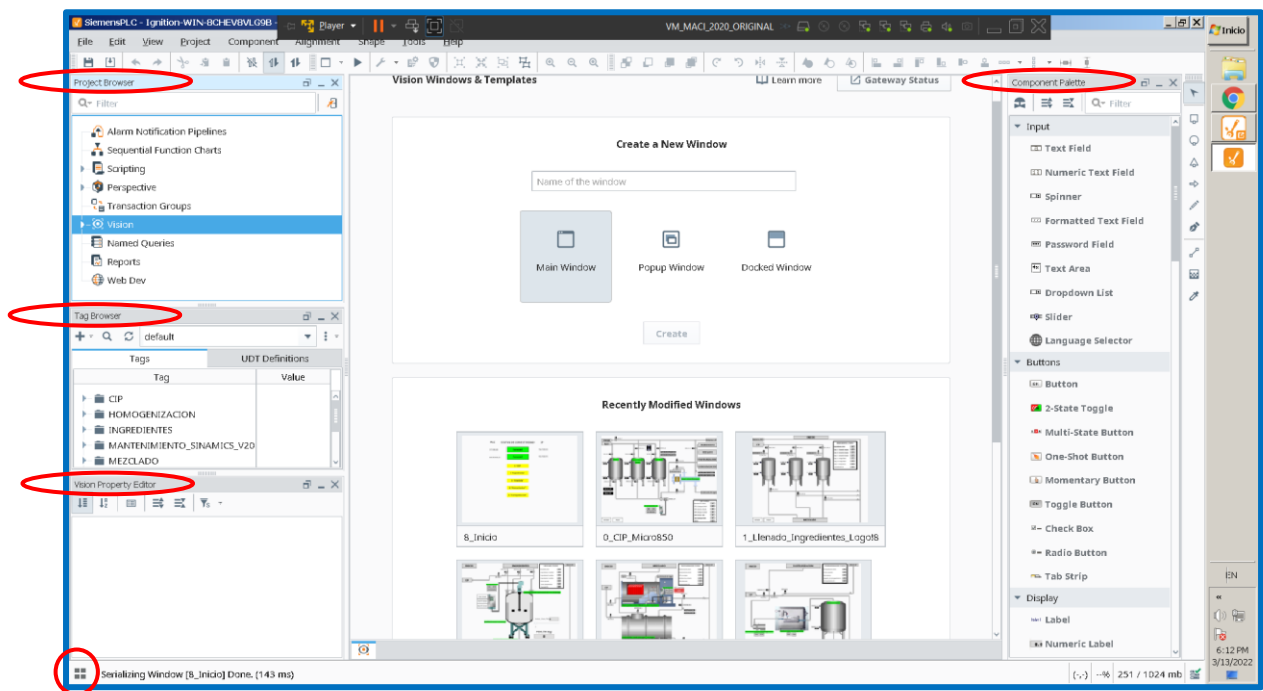 SiemensPLC - Ignition-WIN-8CHEV8VLG9B -
Player
VM_MACI_2020_ORIGINAL
Inicio
File Edit View Project Component Alignment Shape Tools Help
Project Browser
Filter
Alarm Notification Pipelines
Sequential Function Charts
Scripting
Perspective
Transaction Groups
Vision
Named Queries
Reports
Web Dev
Tag Browser
default
Tags UDT Definitions
Tag Value
CIP
HOMOGENIZACION
INGREDIENTES
MANTENIMIENTO_SINAMICS_V20
MEZCLADO
Vision Property Editor
Vision Windows & Templates
Learn more
Gateway Status
Create a New Window
Name of the window
Main Window
Popup Window
Docked Window
Create
Recently Modified Windows
8_Inicio
0_CIP_Micro850
1_Llenado_Ingredientes_Logo!8
Component Palette
Filter
Input
Text Field
Numeric Text Field
Spinner
Formatted Text Field
Password Field
Text Area
Dropdown List
Slider
Language Selector
Buttons
Button
2-State Toggle
Multi-State Button
One-Shot Button
Momentary Button
Toggle Button
Check Box
Radio Button
Tab Strip
Display
Label
Numeric Label
EN
6:12 PM
3/13/2022
Serializing Window [8_Inicio] Done. (143 ms)
(-,-) --% 251 / 1024 mb